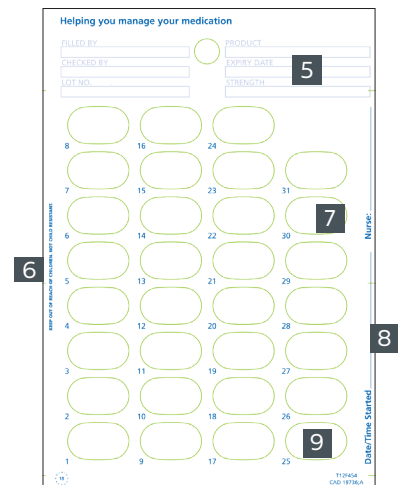 Helping you manage your medication
FILLED BY
PRODUCT
CHECKED BY
EXPIRY DATE
5
LOT NO.
STRENGTH
8 16 24
7 15 23 31
7
6 14 22 30
Nurse:
KEEP OUT OF REACH OF CHILDREN. NOT CHILD RESISTANT.
6
5 13 21 29
4 12 20 28
8
3 11 19 27
2 10 18 26
Date/Time Started
9
1 9 17 25
T12F454
CAD 19736;A